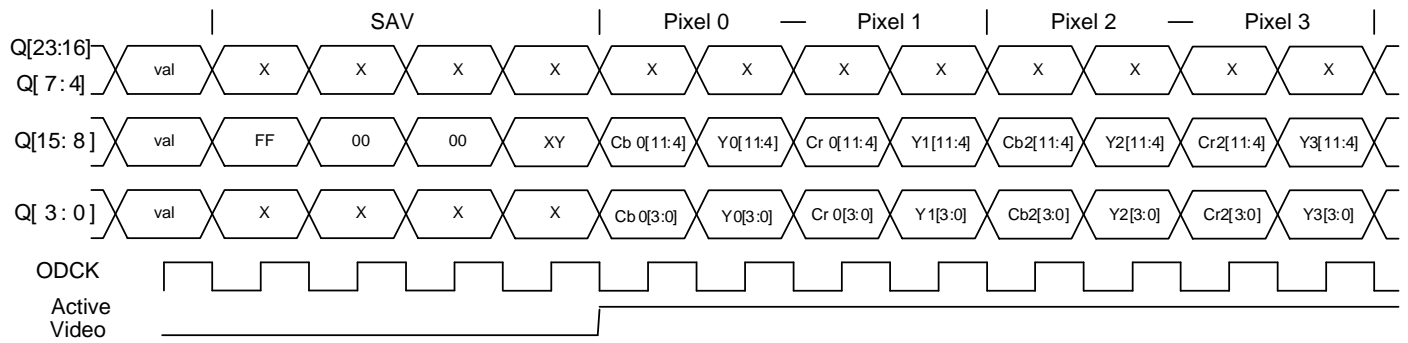 SAV Pixel 0 — Pixel 1 Pixel 2 — Pixel 3
Q[23:16]
Q[ 7:4]
val X X X X X X X X X X X X
Q[15: 8] val FF 00 00 XY Cb 0[11:4] Y0[11:4] Cr 0[11:4] Y1[11:4] Cb2[11:4] Y2[11:4] Cr2[11:4] Y3[11:4]
Q[ 3:0] val X X X X Cb 0[3:0] Y0[3:0] Cr 0[3:0] Y1[3:0] Cb2[3:0] Y2[3:0] Cr2[3:0] Y3[3:0]
ODCK
Active
Video